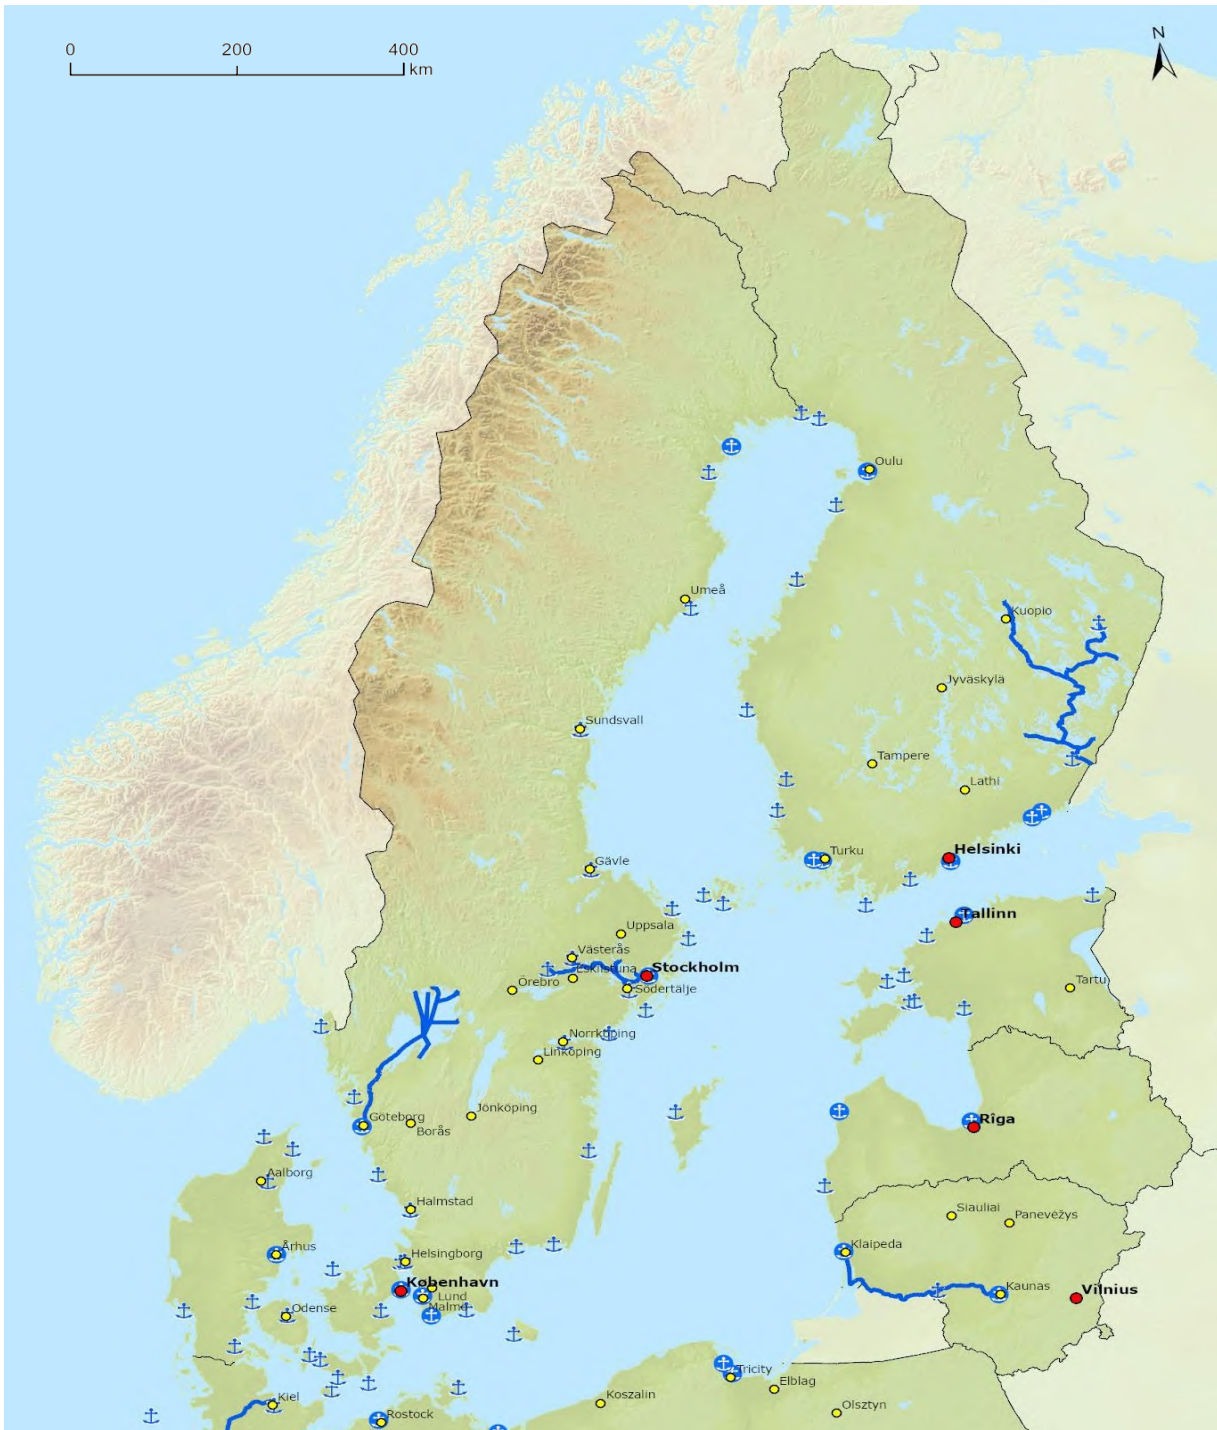 0 200 400
km
N
Oulu
Umeå
Kuopio
Jyväskylä
Sundsvall
Tampere
Lathi
Helsinki
Turku
Gävle
Tallinn
Uppsala
Västerås
Stockholm
Eskilstuna
Örebro
Södertälje
Tartu
Norrköping
Linköping
Jönköping
Göteborg
Borås
Rîga
Aalborg
Halmstad
Siauliai
Panevėžys
Århus
Helsingborg
Klaipeda
København
Lund
Malmö
Kaunas
Vilnius
Odense
Tricity
Elblag
Kiel
Koszalin
Olsztyn
Rostock